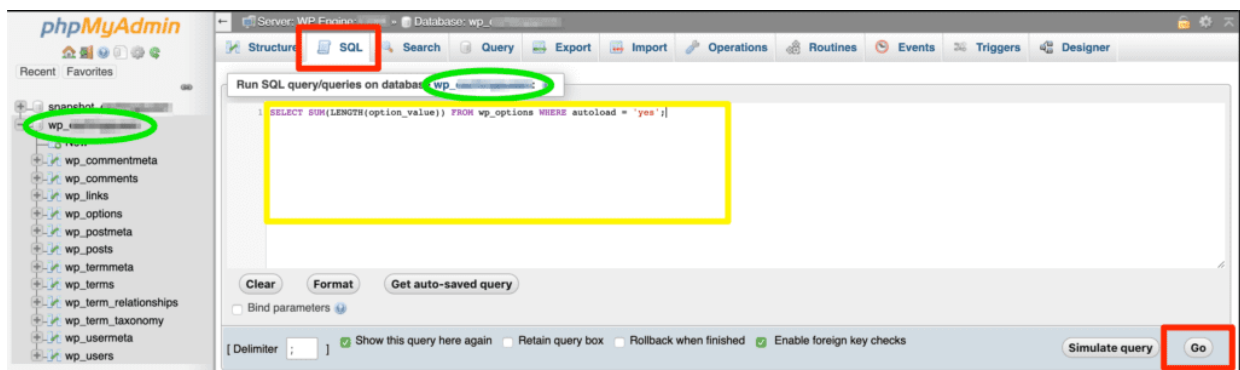 phpMyAdmin
Recent Favorites
snapshot_
wp_
New
wp_commentmeta
wp_comments
wp_links
wp_options
wp_postmeta
wp_posts
wp_termmeta
wp_terms
wp_term_relationships
wp_term_taxonomy
wp_usermeta
wp_users
Server: WP Engine: » Database: wp_
Structure SQL Search Query Export Import Operations Routines Events Triggers Designer
Run SQL query/queries on database wp_ :
1 SELECT SUM(LENGTH(option_value)) FROM wp_options WHERE autoload = 'yes';
Clear Format Get auto-saved query
Bind parameters
[ Delimiter ; ] Show this query here again Retain query box Rollback when finished Enable foreign key checks Simulate query Go